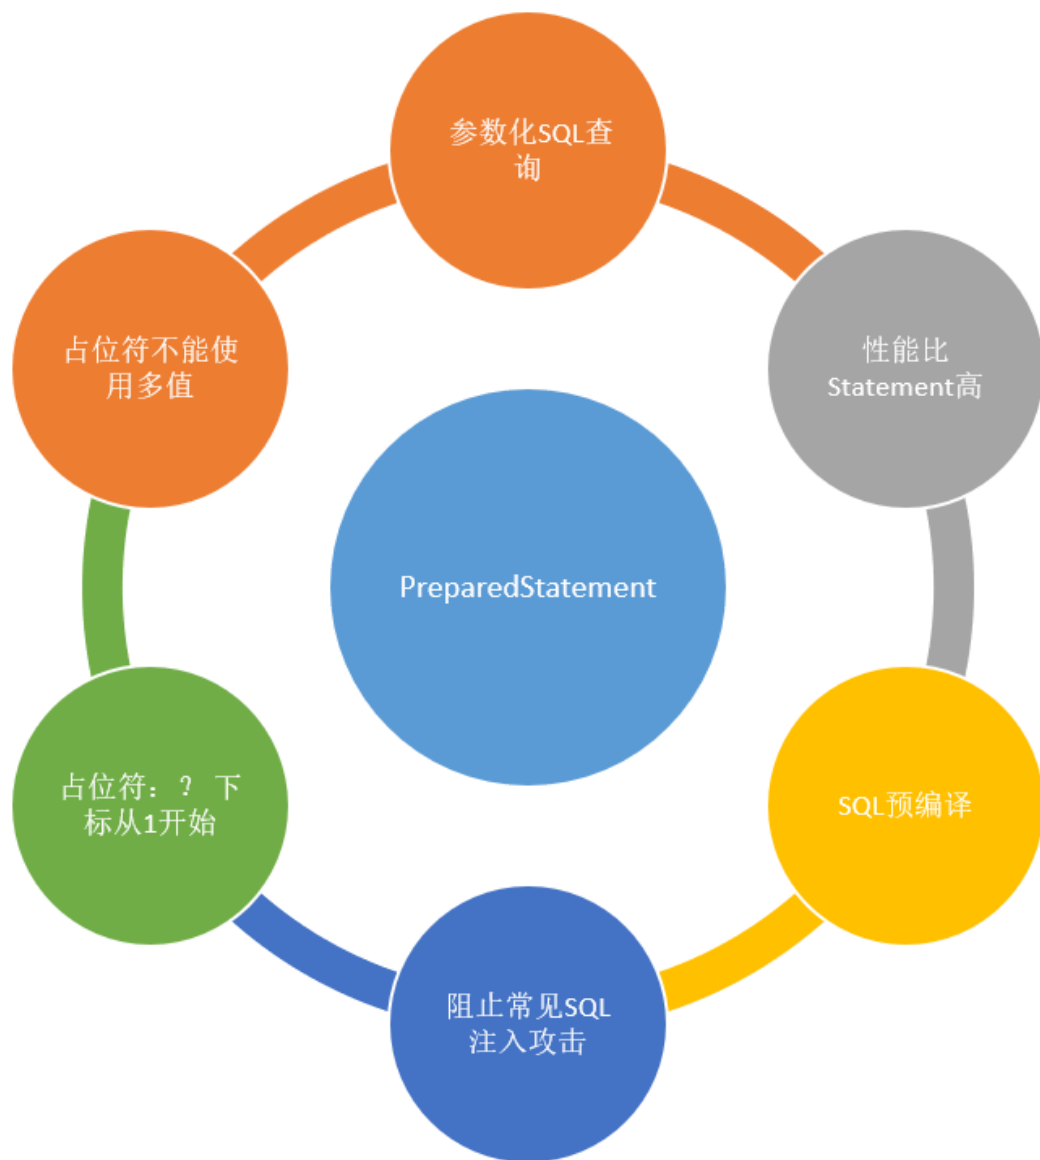 参数化SQL查
询
占位符不能使
用多值
性能比
Statement高
PreparedStatement
占位符：？ 下
标从1开始
SQL预编译
阻止常见SQL
注入攻击